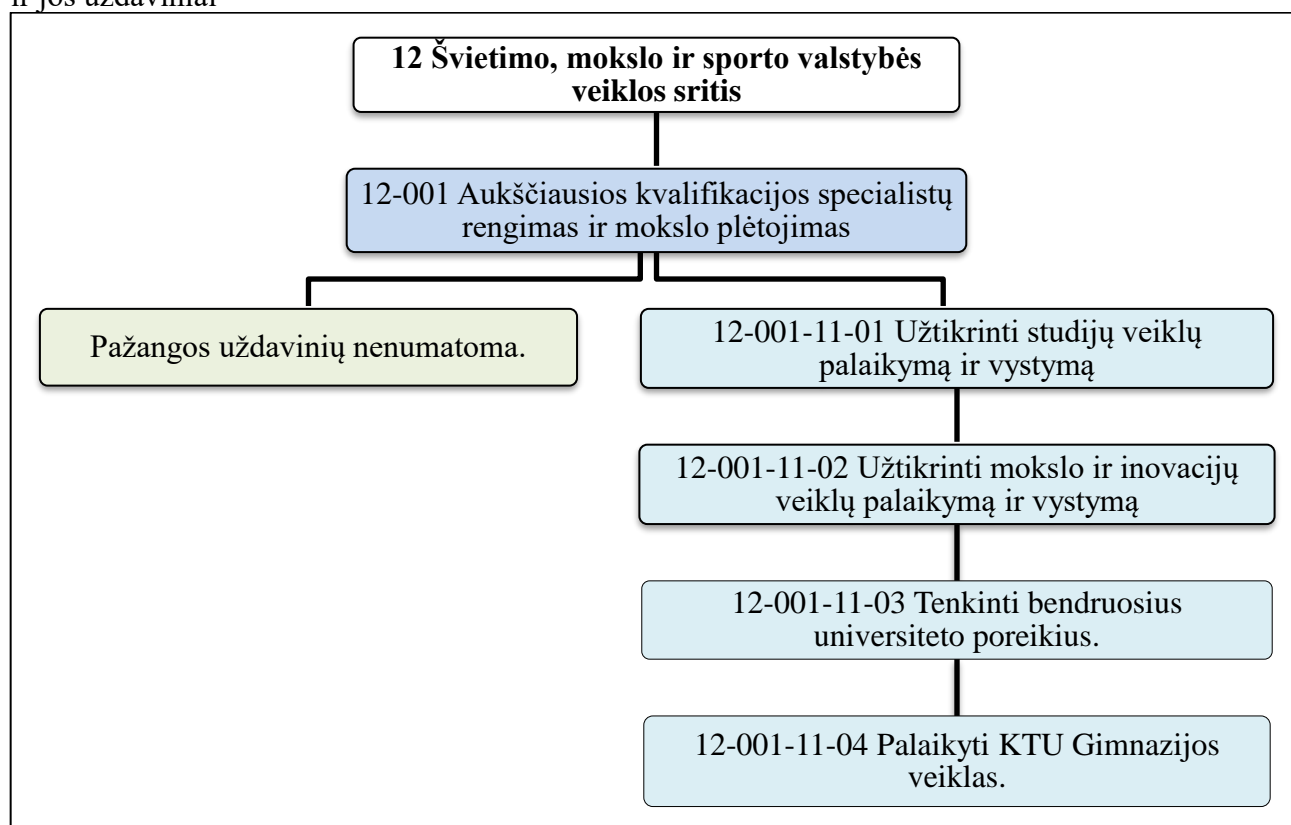 ir jos uždaviniai
12 Švietimo, mokslo ir sporto valstybės
veiklos sritis
12-001 Aukščiausios kvalifikacijos specialistų
rengimas ir mokslo plėtojimas
Pažangos uždavinių nenumatoma.
12-001-11-01 Užtikrinti studijų veiklų
palaikymą ir vystymą
12-001-11-02 Užtikrinti mokslo ir inovacijų
veiklų palaikymą ir vystymą
12-001-11-03 Tenkinti bendruosius
universiteto poreikius.
12-001-11-04 Palaikyti KTU Gimnazijos
veiklas.